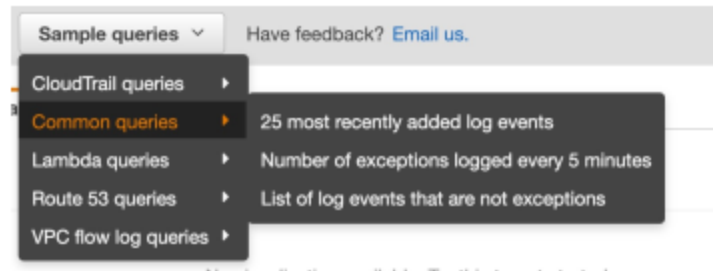 Sample queries Have feedback? Email us.
CloudTrail queries
Common queries 25 most recently added log events
Lambda queries Number of exceptions logged every 5 minutes
Route 53 queries List of log events that are not exceptions
VPC flow log queries